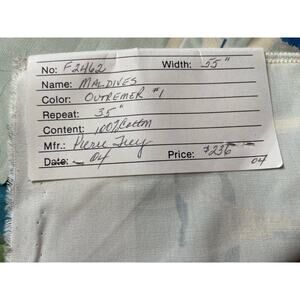 No: F2462 Width: 55"
Name: MALDIVES
Color: OUTREMER #1
Repeat: 35"
Content: 100% Cotton
Mfr.: Pierre Frey
Date: 04 Price: $236
04